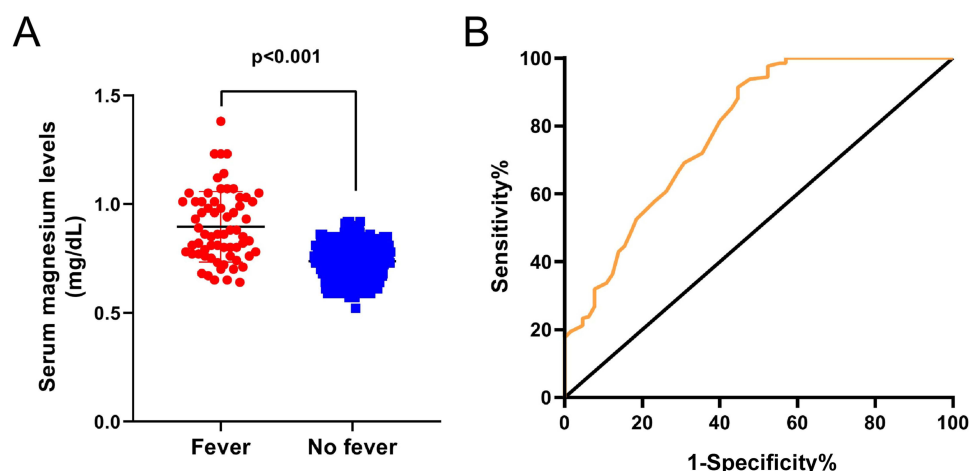 A
p<0.001
Serum magnesium levels
(mg/dL)
1.5
1.0
0.5
0.0
Fever
No fever
B
Sensitivity%
100
80
60
40
20
0
0
20
40
60
80
100
1-Specificity%